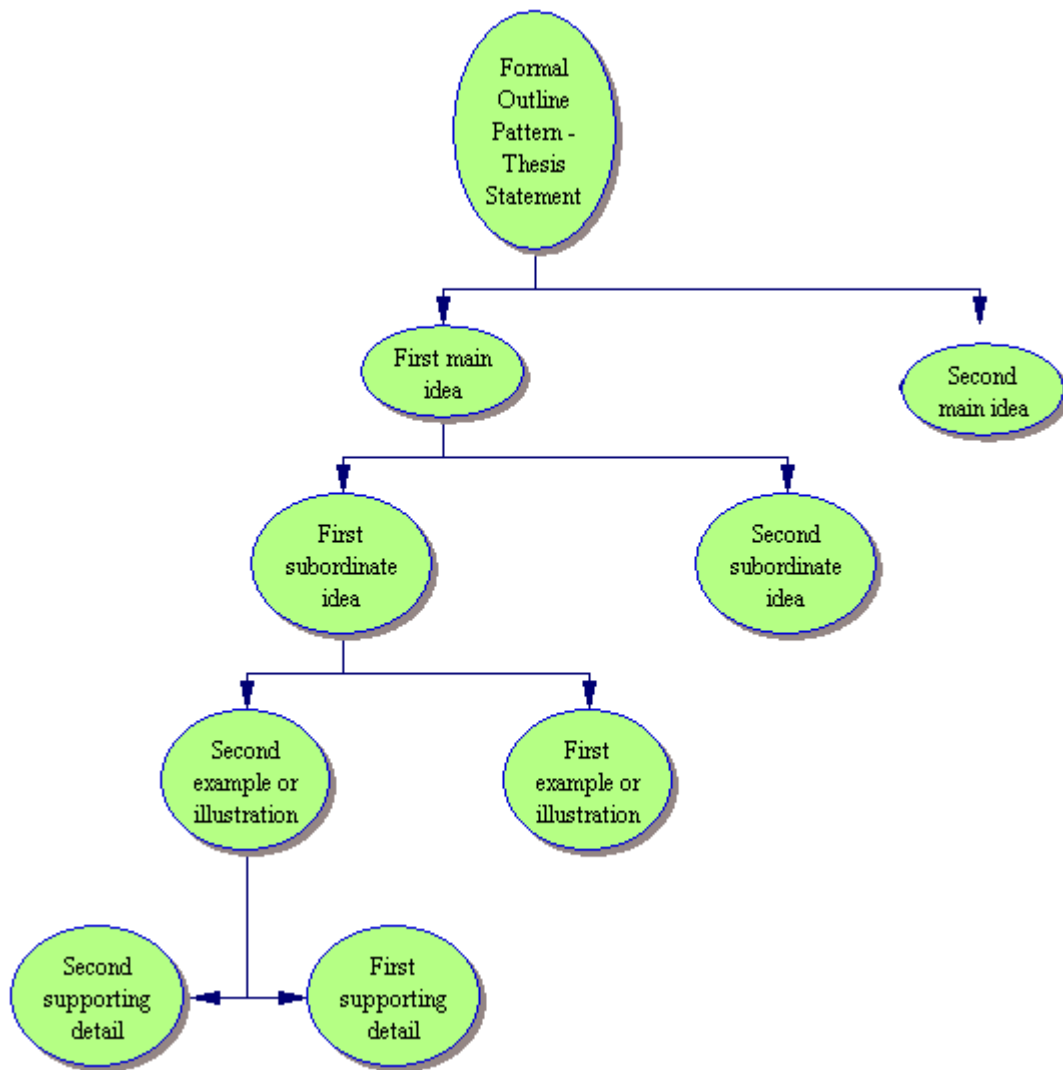 Formal
Outline
Pattern -
Thesis
Statement
First main
idea
Second
main idea
First
subordinate
idea
Second
subordinate
idea
Second
example or
illustration
First
example or
illustration
Second
supporting
detail
First
supporting
detail